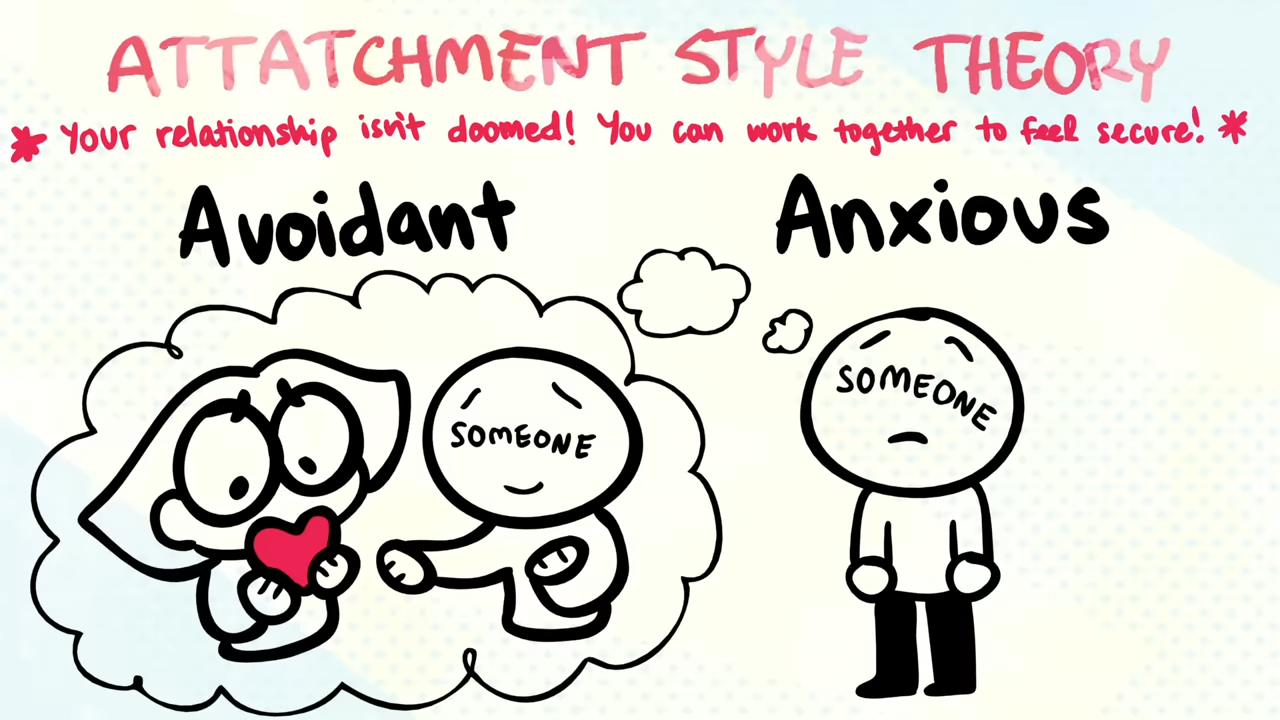 ATTATCHMENT STYLE THEORY
* Your relationship isn't doomed! You can work together to feel secure! *
Avoidant
Anxious
SOMEONE
SOMEONE